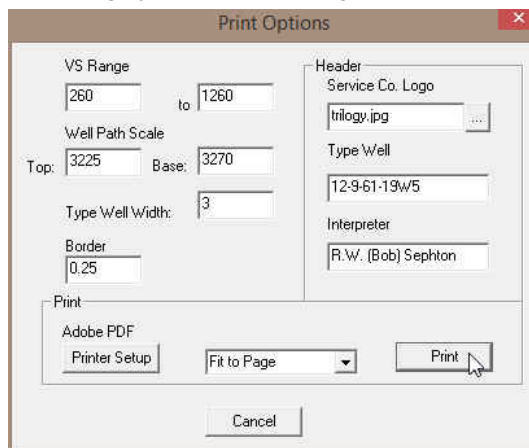 Print Options
VS Range
260 to 1260
Well Path Scale
Top: 3225 Base: 3270
Type Well Width: 3
Border
0.25
Header
Service Co. Logo
trilogy.jpg ...
Type Well
12-9-61-19W5
Interpreter
R.W. (Bob) Sephton
Print
Adobe PDF
Printer Setup Fit to Page Print
Cancel